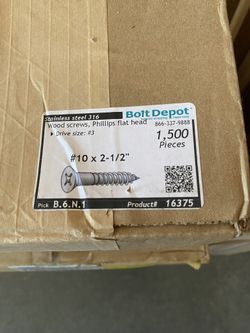 Stainless steel 316
Wood screws, Phillips flat head
▸ Drive size: #3
Bolt Depot
866-337-9888
1,500
Pieces
#10 x 2-1/2"
Pick B.6.N.1
Product# 16375